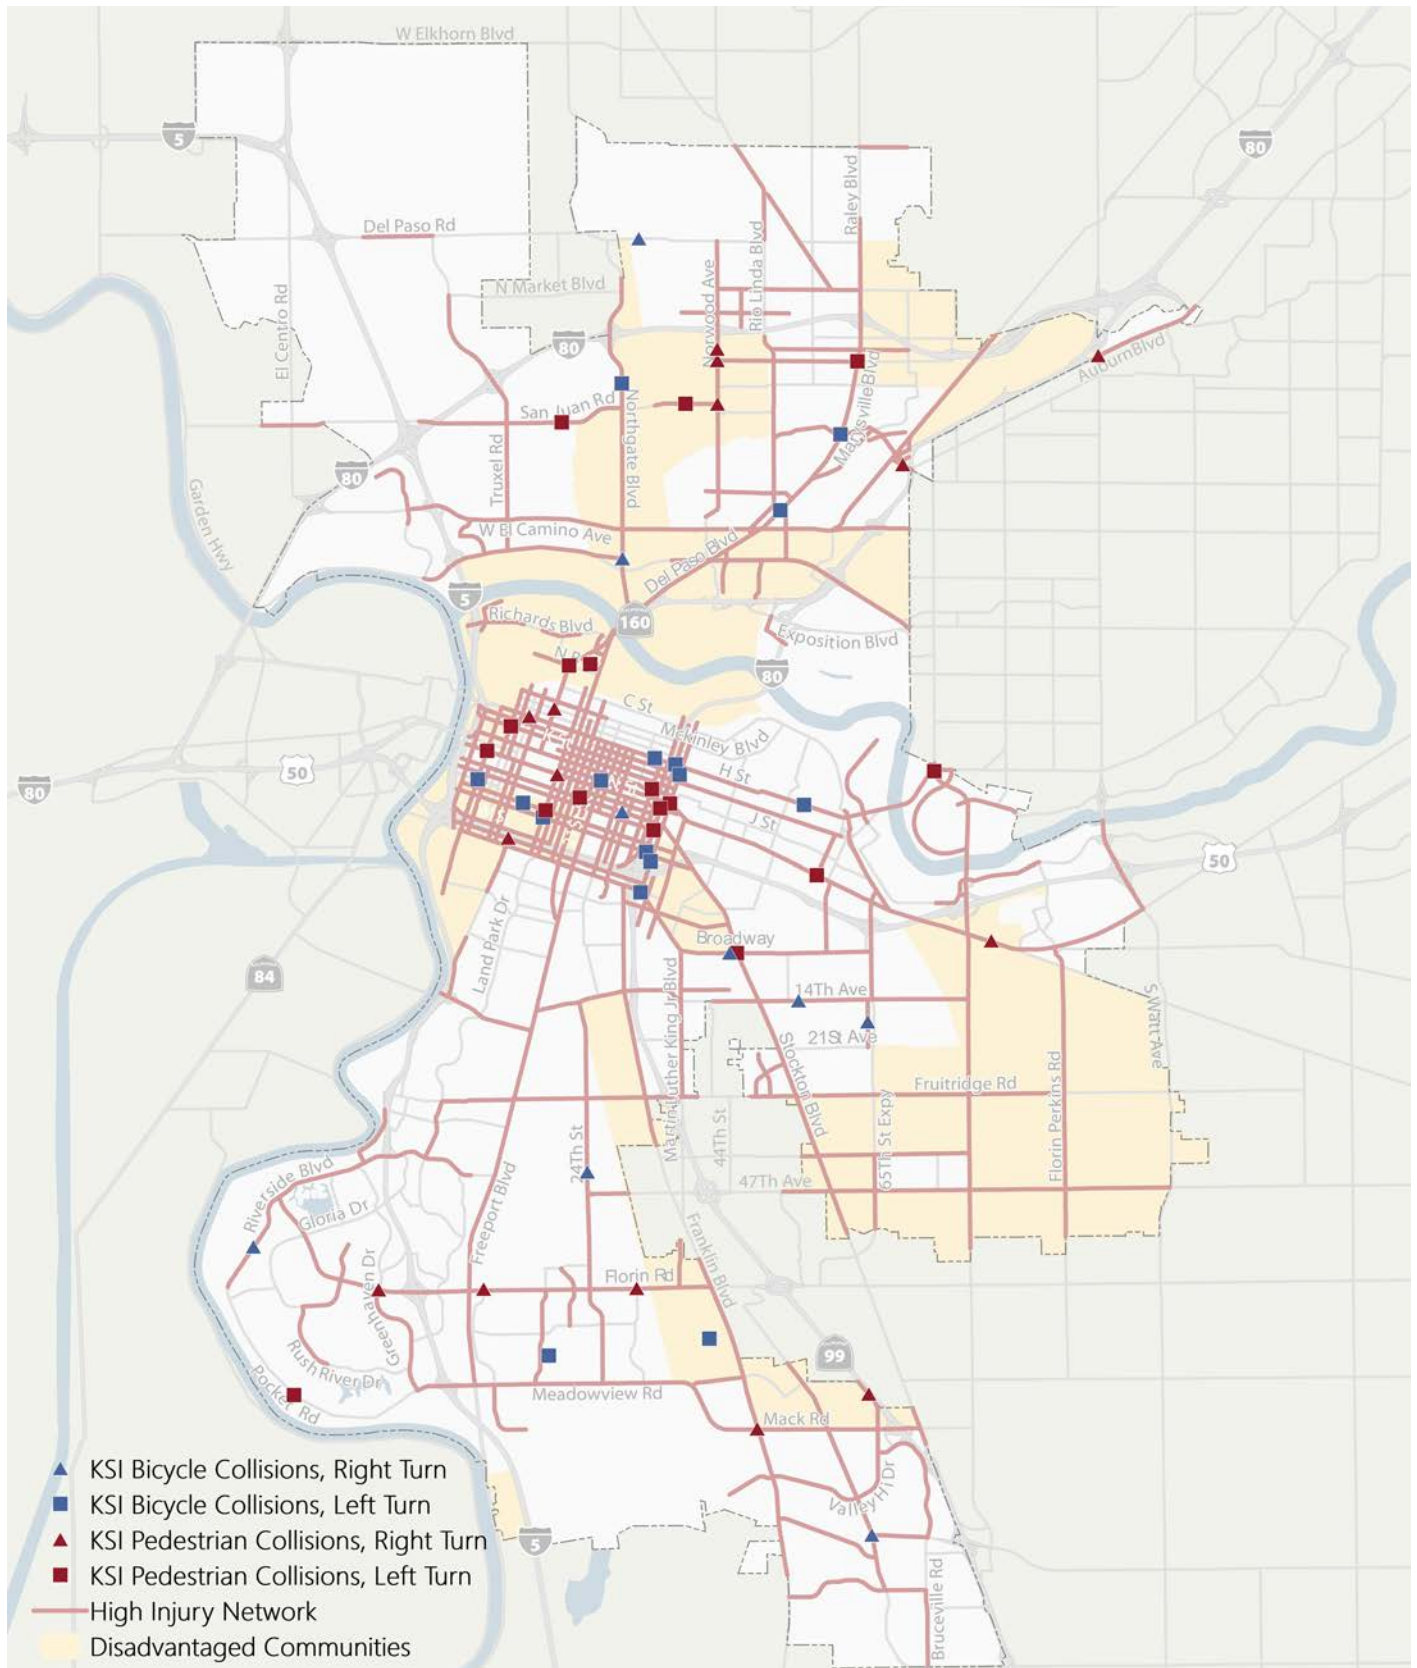 W Elkhorn Blvd
5
80
Raley Blvd
Del Paso Rd
Rio Linda Blvd
Norwood Ave
N Market Blvd
El Centro Rd
80
Auburn Blvd
San Juan Rd
Marysville Blvd
Northgate Blvd
Truxel Rd
80
Garden Hwy
W El Camino Ave
Del Paso Blvd
5
Richards Blvd
160
Exposition Blvd
80
C St
McKinley Blvd
K St
H St
50
80
J St
50
Land Park Dr
Broadway
84
14Th Ave
S Watt Ave
Martin Luther King Jr Blvd
21St Ave
Stockton Blvd
Fruitridge Rd
Florin Perkins Rd
65Th St Expy
44Th St
24Th St
47Th Ave
Riverside Blvd
Gloria Dr
Freeport Blvd
Franklin Blvd
Florin Rd
Greenhaven Dr
Rush River Dr
99
Pocket Rd
Meadowview Rd
Mack Rd
Valley Hi Dr
5
Bruceville Rd
KSI Bicycle Collisions, Right Turn
KSI Bicycle Collisions, Left Turn
KSI Pedestrian Collisions, Right Turn
KSI Pedestrian Collisions, Left Turn
High Injury Network
Disadvantaged Communities